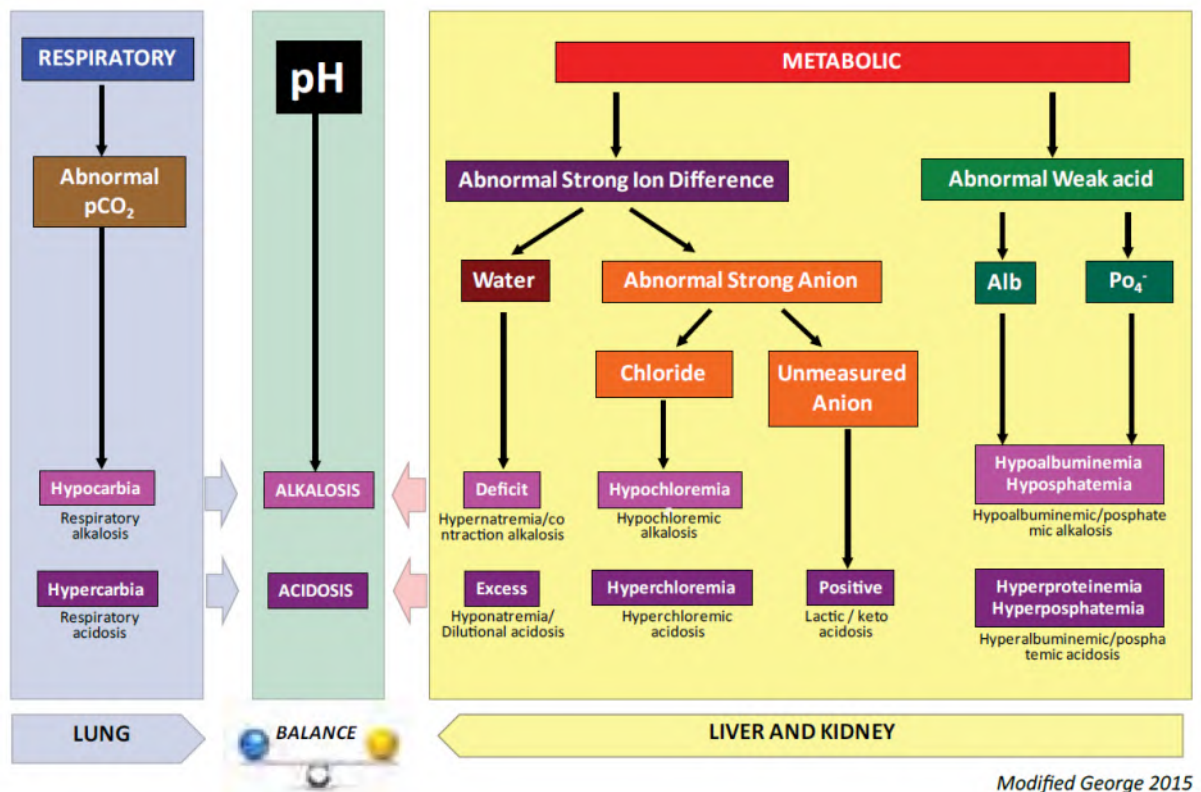 RESPIRATORY
Abnormal
pCO₂
Hypocarbia
Respiratory
alkalosis
Hypercarbia
Respiratory
acidosis
LUNG
pH
ALKALOSIS
ACIDOSIS
BALANCE
METABOLIC
Abnormal Strong Ion Difference
Abnormal Weak acid
Water
Abnormal Strong Anion
Alb
Po₄⁻
Chloride
Unmeasured
Anion
Deficit
Hypernatremia/co
ntraction alkalosis
Hypochloremia
Hypochloremic
alkalosis
Hypoalbuminemia
Hyposphatemia
Hypoalbuminemic/posphate
mic alkalosis
Excess
Hyponatremia/
Dilutional acidosis
Hyperchloremia
Hyperchloremic
acidosis
Positive
Lactic / keto
acidosis
Hyperproteinemia
Hyperposphatemia
Hyperalbuminemic/pospha
temic acidosis
LIVER AND KIDNEY
Modified George 2015